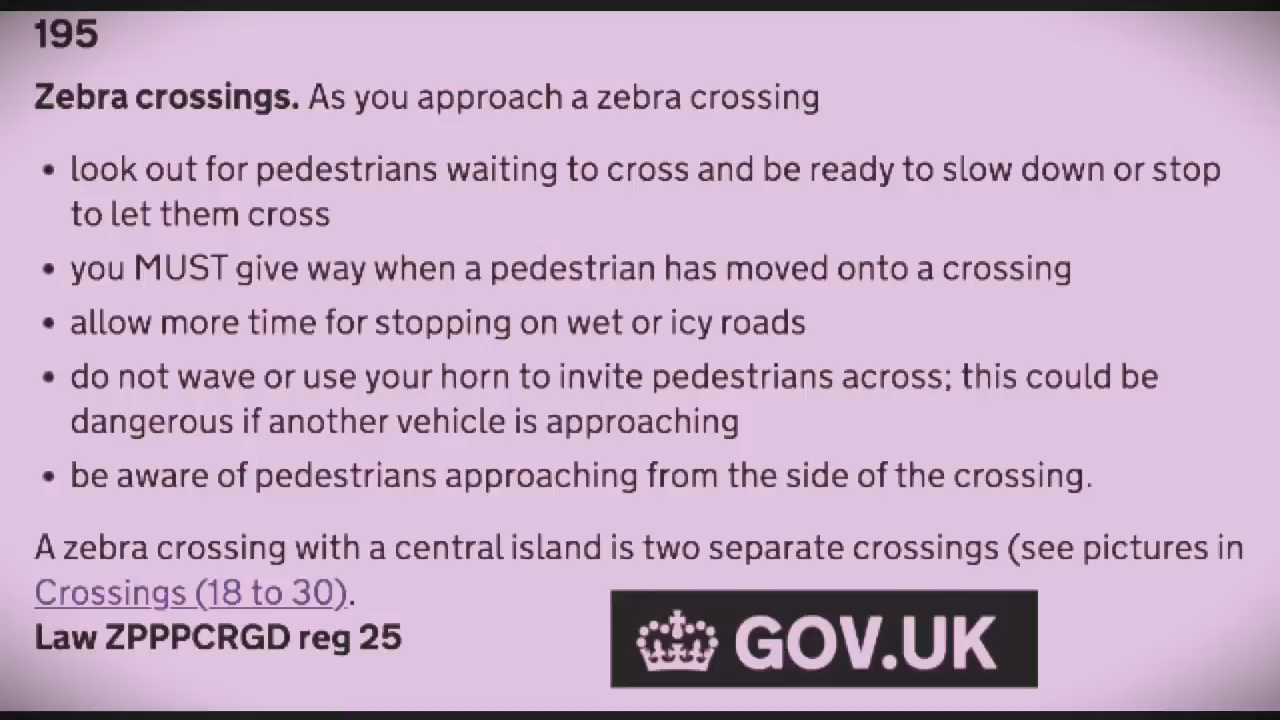 195
Zebra crossings. As you approach a zebra crossing
• look out for pedestrians waiting to cross and be ready to slow down or stop
to let them cross
• you MUST give way when a pedestrian has moved onto a crossing
• allow more time for stopping on wet or icy roads
• do not wave or use your horn to invite pedestrians across; this could be
dangerous if another vehicle is approaching
• be aware of pedestrians approaching from the side of the crossing.
A zebra crossing with a central island is two separate crossings (see pictures in
Crossings (18 to 30).
Law ZPPPCRGD reg 25
GOV.UK